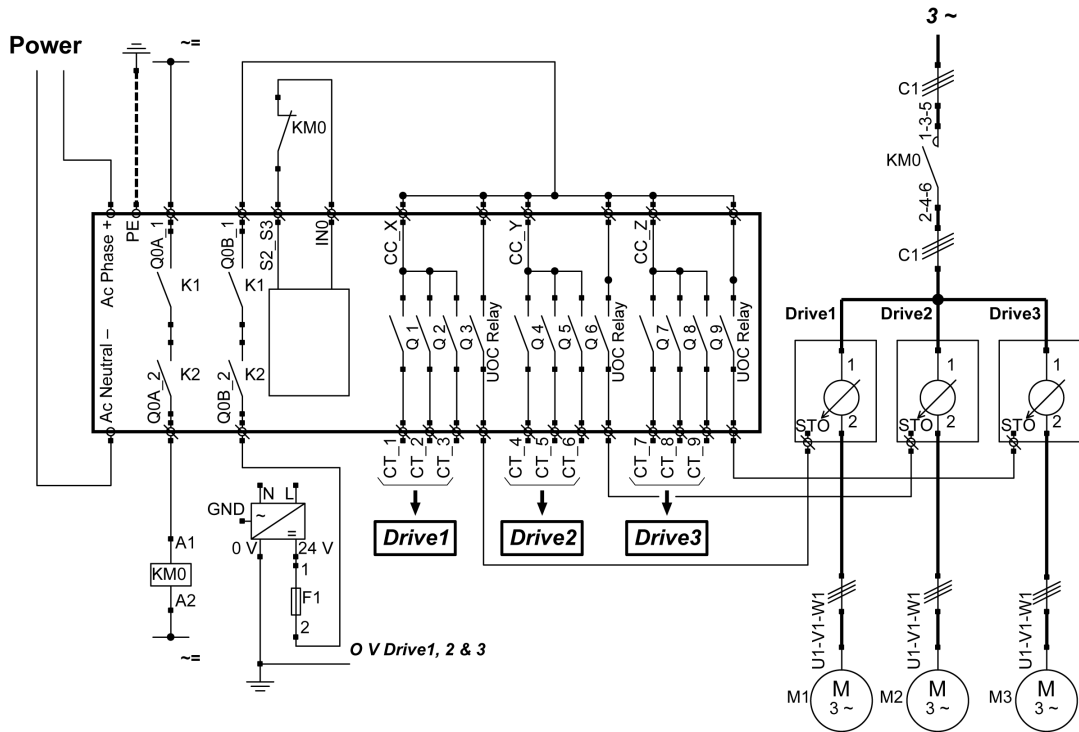 3 ~
Power
~=
C1
1-3-5
KM0
KM0
2-4-6
C1
Ac Phase +
PE
Q0A_1
Q0B_1
S2_S3
IN0
CC_X
CC_Y
CC_Z
K1
K1
Q 1
Q 2
Q 3
UOC Relay
Q 4
Q 5
Q 6
UOC Relay
Q 7
Q 8
Q 9
UOC Relay
Drive1
Drive2
Drive3
1
1
1
Ac Neutral –
Q0A_2
K2
Q0B_2
K2
STO
2
STO
2
STO
2
CT_1
CT_2
CT_3
CT_4
CT_5
CT_6
CT_7
CT_8
CT_9
N L
GND
~
=
0 V
24 V
Drive1
Drive2
Drive3
A1
KM0
A2
1
F1
2
~=
O V Drive1, 2 & 3
U1-V1-W1
U1-V1-W1
U1-V1-W1
M1
M
3 ~
M2
M
3 ~
M3
M
3 ~